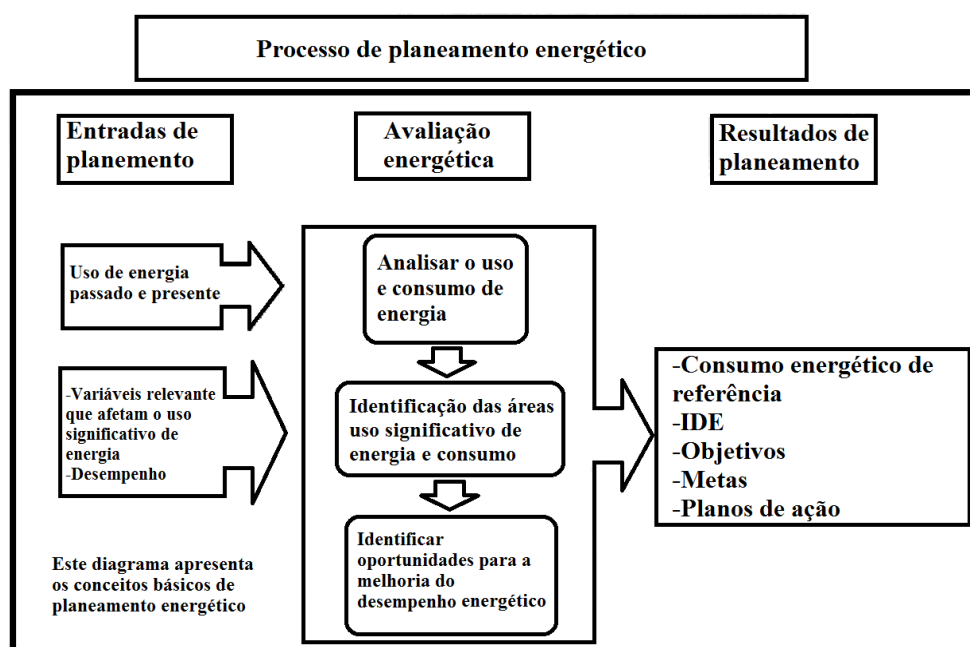 Processo de planeamento energético
Entradas de
planemento
Avaliação
energética
Resultados de
planeamento
Uso de energia
passado e presente
-Variáveis relevante
que afetam o uso
significativo de
energia
-Desempenho
Analisar o uso
e consumo de
energia
Identificação das áreas
uso significativo de
energia e consumo
Identificar
oportunidades para a
melhoria do
desempenho energético
-Consumo energético de
referência
-IDE
-Objetivos
-Metas
-Planos de ação
Este diagrama apresenta
os conceitos básicos de
planeamento energético